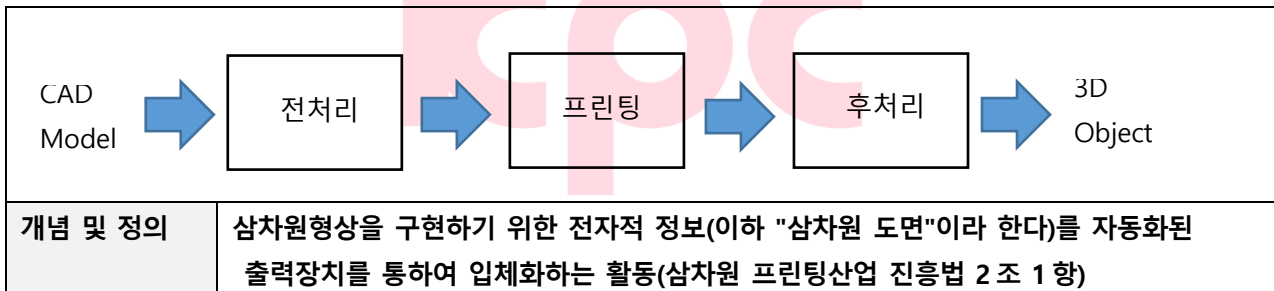 CAD
Model
전처리
프린팅
후처리
3D
Object
개념 및 정의
삼차원형상을 구현하기 위한 전자적 정보(이하 "삼차원 도면"이라 한다)를 자동화된
출력장치를 통하여 입체화하는 활동(삼차원 프린팅산업 진흥법 2 조 1 항)